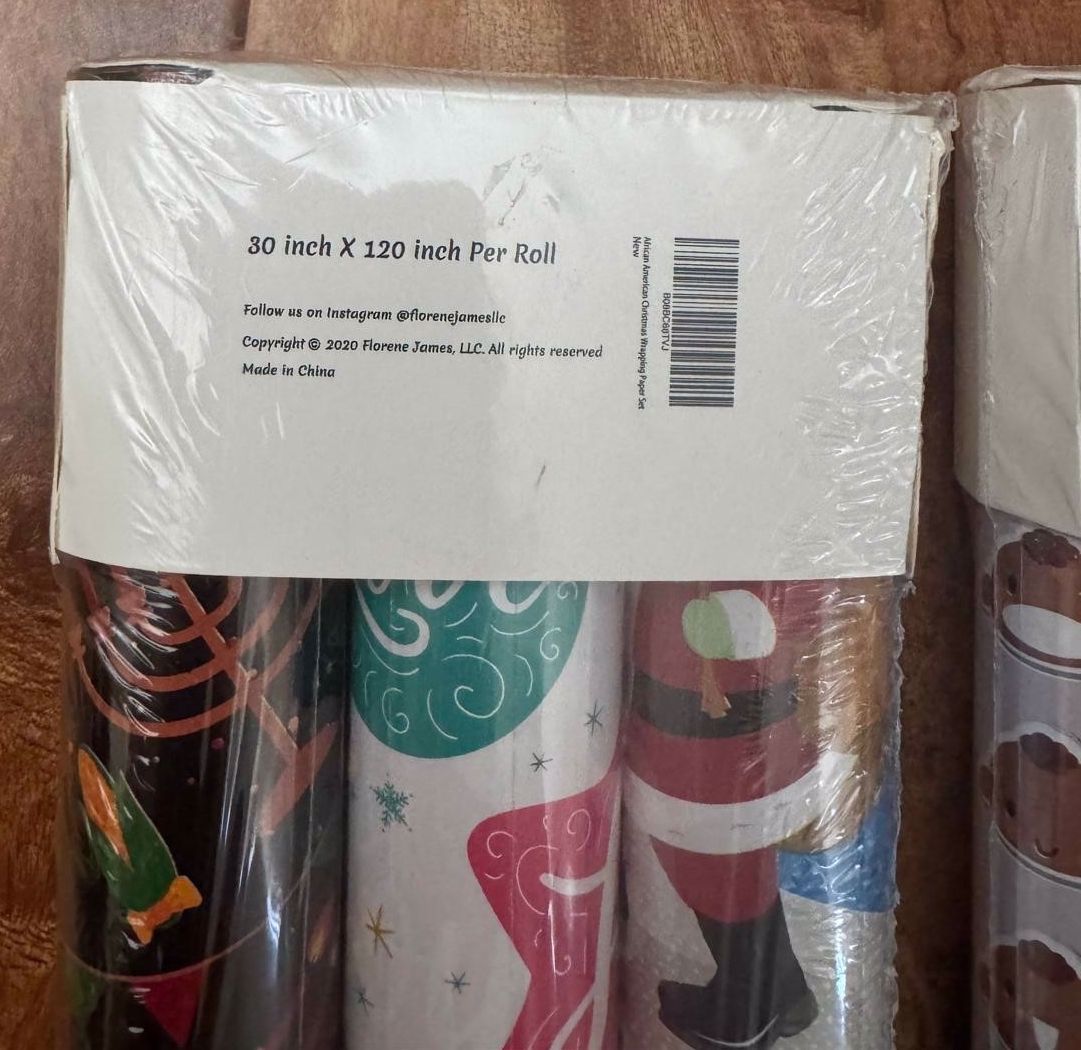 30 inch X 120 inch Per Roll
Follow us on Instagram @florenejamesllc
Copyright © 2020 Florene James, LLC. All rights reserved
Made in China
B08BC60TVJ
African American Christmas Wrapping Paper Set
New